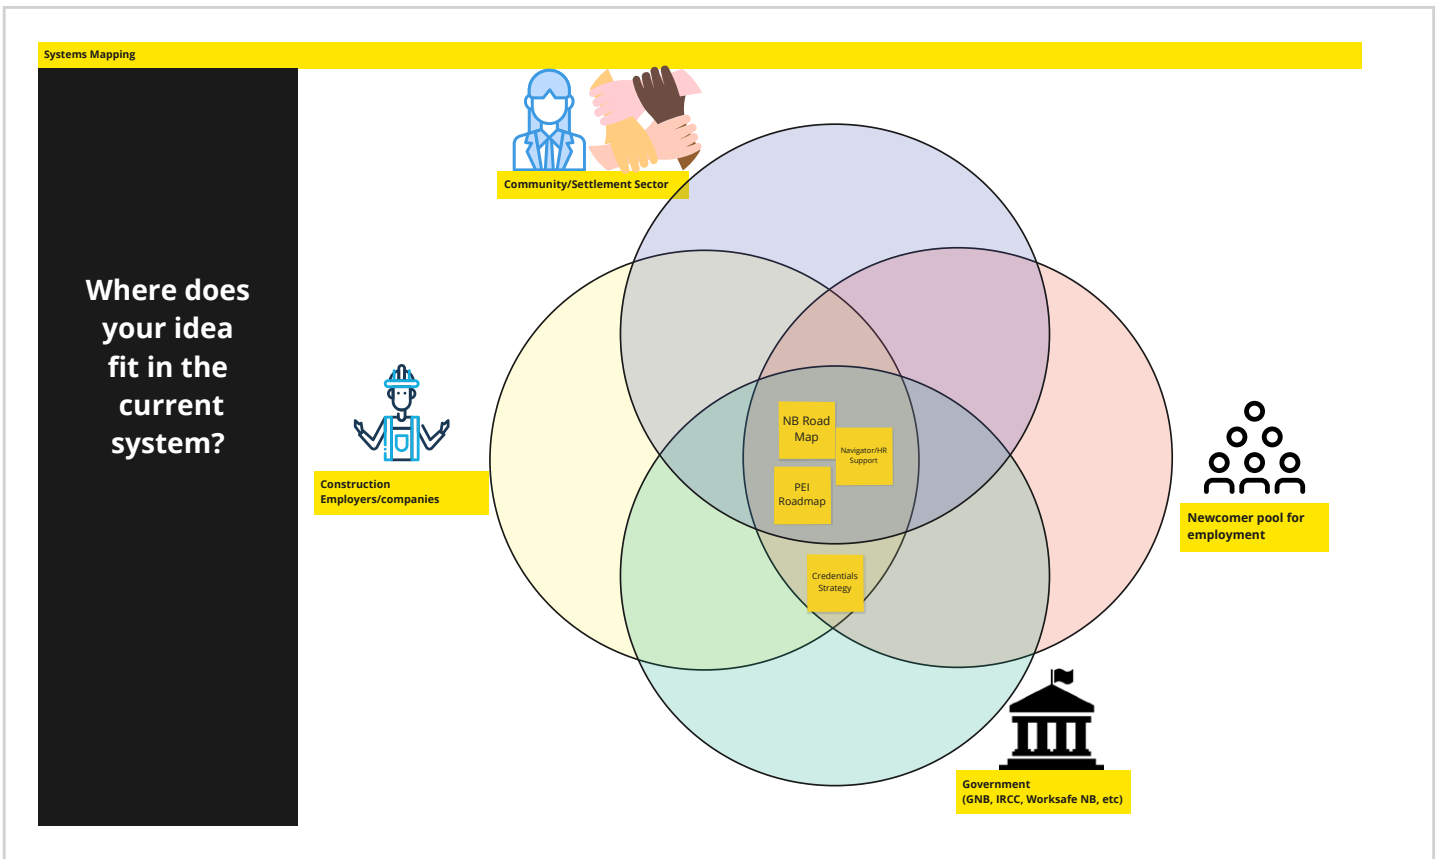 Systems Mapping
Where does
your idea
fit in the
current
system?
Community/Settlement Sector
Construction
Employers/companies
NB Road
Map
Navigator/HR
Support
PEI
Roadmap
Credentials
Strategy
Newcomer pool for
employment
Government
(GNB, IRCC, Worksafe NB, etc)